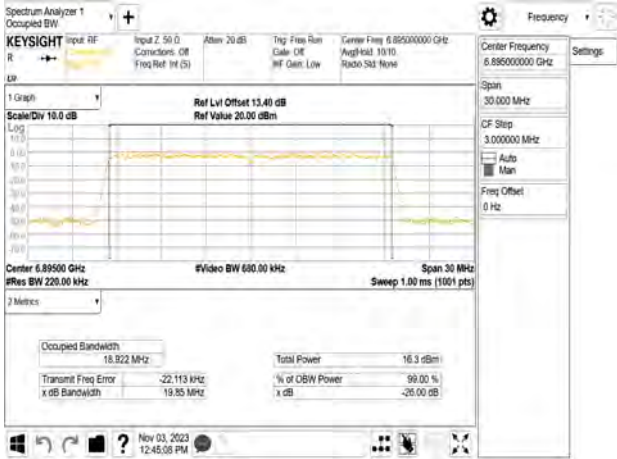 Spectrum Analyzer 1
Occupied BW
+
Frequency
KEYSIGHT
Input: RF
R
Input Z: 50 Ω
Corrections: Off
Freq Ref: Int (S)
Atten: 20 dB
Trig: Free Run
Gate: Off
#IF Gain: Low
Center Freq: 6.895000000 GHz
Avg|Hold: 10/10
Radio Std: None
Center Frequency
6.895000000 GHz
Settings
Span
30.000 MHz
CF Step
3.000000 MHz
Auto
Man
Freq Offset
0 Hz
1 Graph
Scale/Div 10.0 dB
Ref Lvl Offset 13.40 dB
Ref Value 20.00 dBm
Log
Center 6.89500 GHz
#Res BW 220.00 kHz
#Video BW 680.00 kHz
Span 30 MHz
Sweep 1.00 ms (1001 pts)
2 Metrics
Occupied Bandwidth
18.922 MHz
Total Power
16.3 dBm
Transmit Freq Error
-22.113 kHz
% of OBW Power
99.00 %
x dB Bandwidth
19.85 MHz
x dB
-26.00 dB
?
Nov 03, 2023
12:45:08 PM